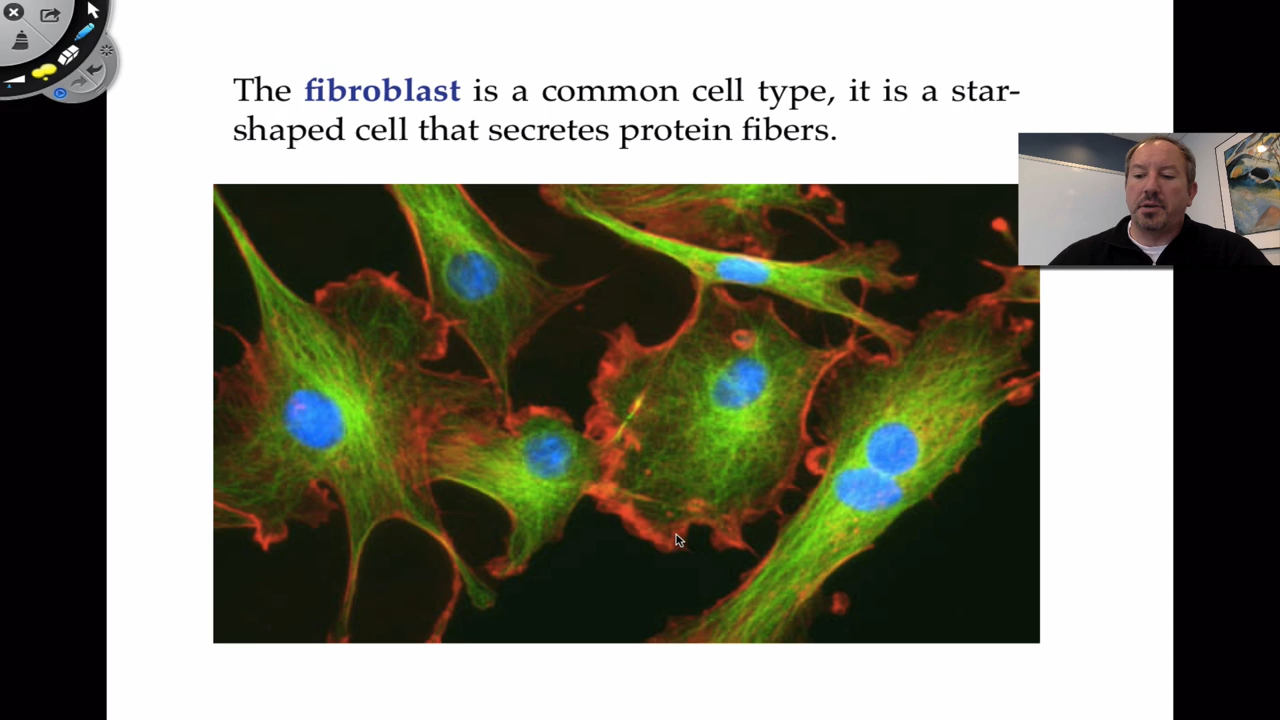 The fibroblast is a common cell type, it is a star-
shaped cell that secretes protein fibers.